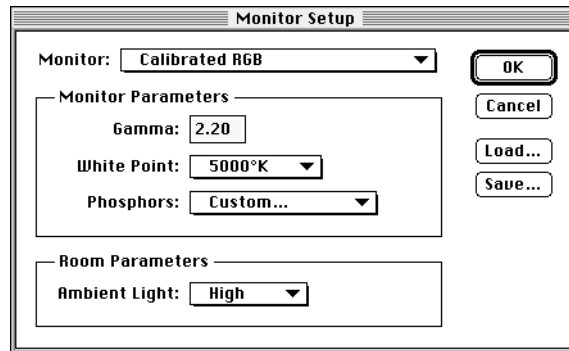 Monitor Setup
Monitor: Calibrated RGB
OK
Monitor Parameters
Cancel
Gamma: 2.20
Load...
White Point: 5000°K
Save...
Phosphors: Custom...
Room Parameters
Ambient Light: High